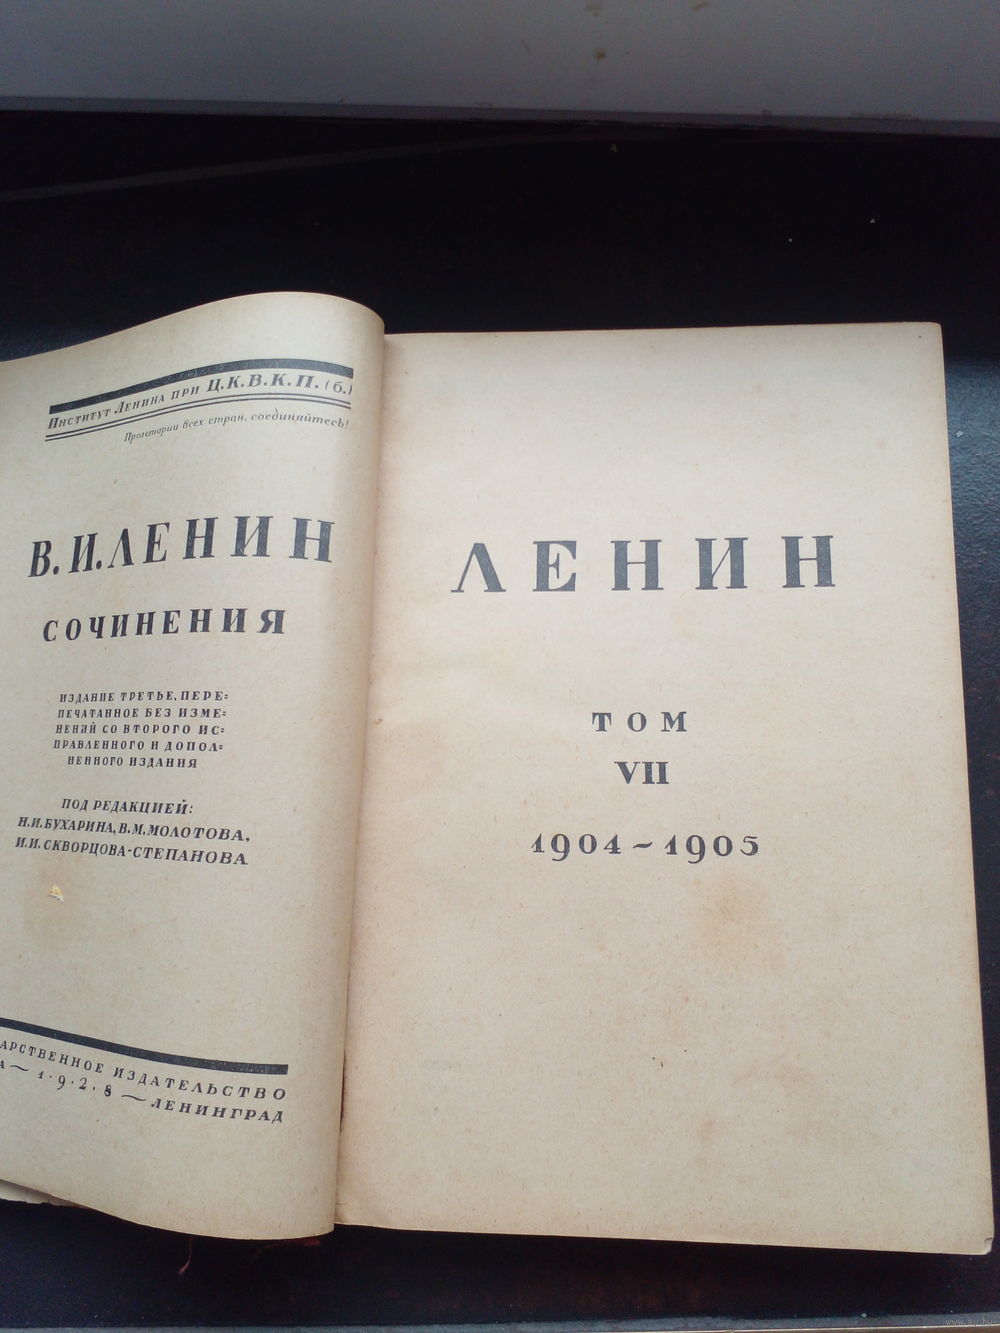 Институт Ленина при Ц.К.В.К.П.(б.)
Пролетарии всех стран, соединяйтесь!
В.И.ЛЕНИН
СОЧИНЕНИЯ
ИЗДАНИЕ ТРЕТЬЕ, ПЕРЕ=
ПЕЧАТАННОЕ БЕЗ ИЗМЕ=
НЕНИЙ СО ВТОРОГО ИС=
ПРАВЛЕННОГО И ДОПОЛ=
НЕННОГО ИЗДАНИЯ
ПОД РЕДАКЦИЕЙ:
Н.И.БУХАРИНА, В.М.МОЛОТОВА,
И.И.СКВОРЦОВА-СТЕПАНОВА
АРСТВЕННОЕ ИЗДАТЕЛЬСТВО
А — 1.9.2.8 — ЛЕНИНГРАД
ЛЕНИН
ТОМ
VII
1904 ~ 1905